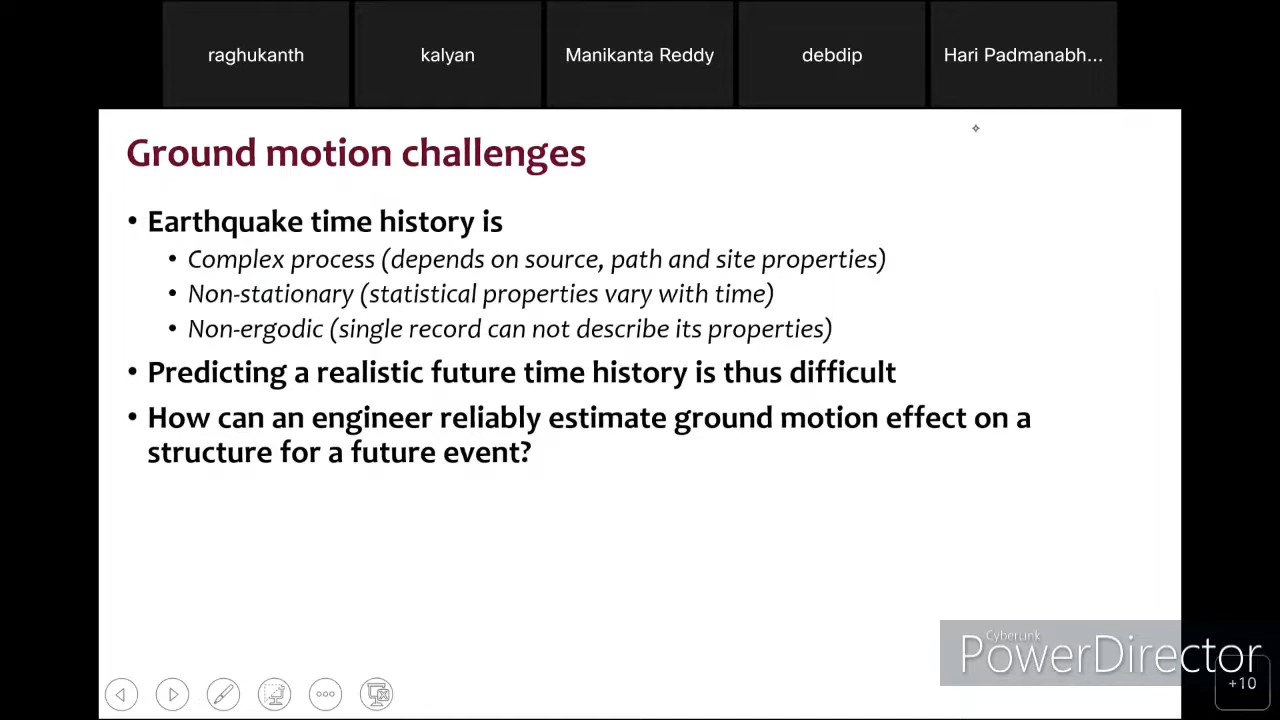 raghukanth
kalyan
Manikanta Reddy
debdip
Hari Padmanabh...
Ground motion challenges
• Earthquake time history is
• Complex process (depends on source, path and site properties)
• Non-stationary (statistical properties vary with time)
• Non-ergodic (single record can not describe its properties)
• Predicting a realistic future time history is thus difficult
• How can an engineer reliably estimate ground motion effect on a
structure for a future event?
CyberLink
PowerDirector
+10